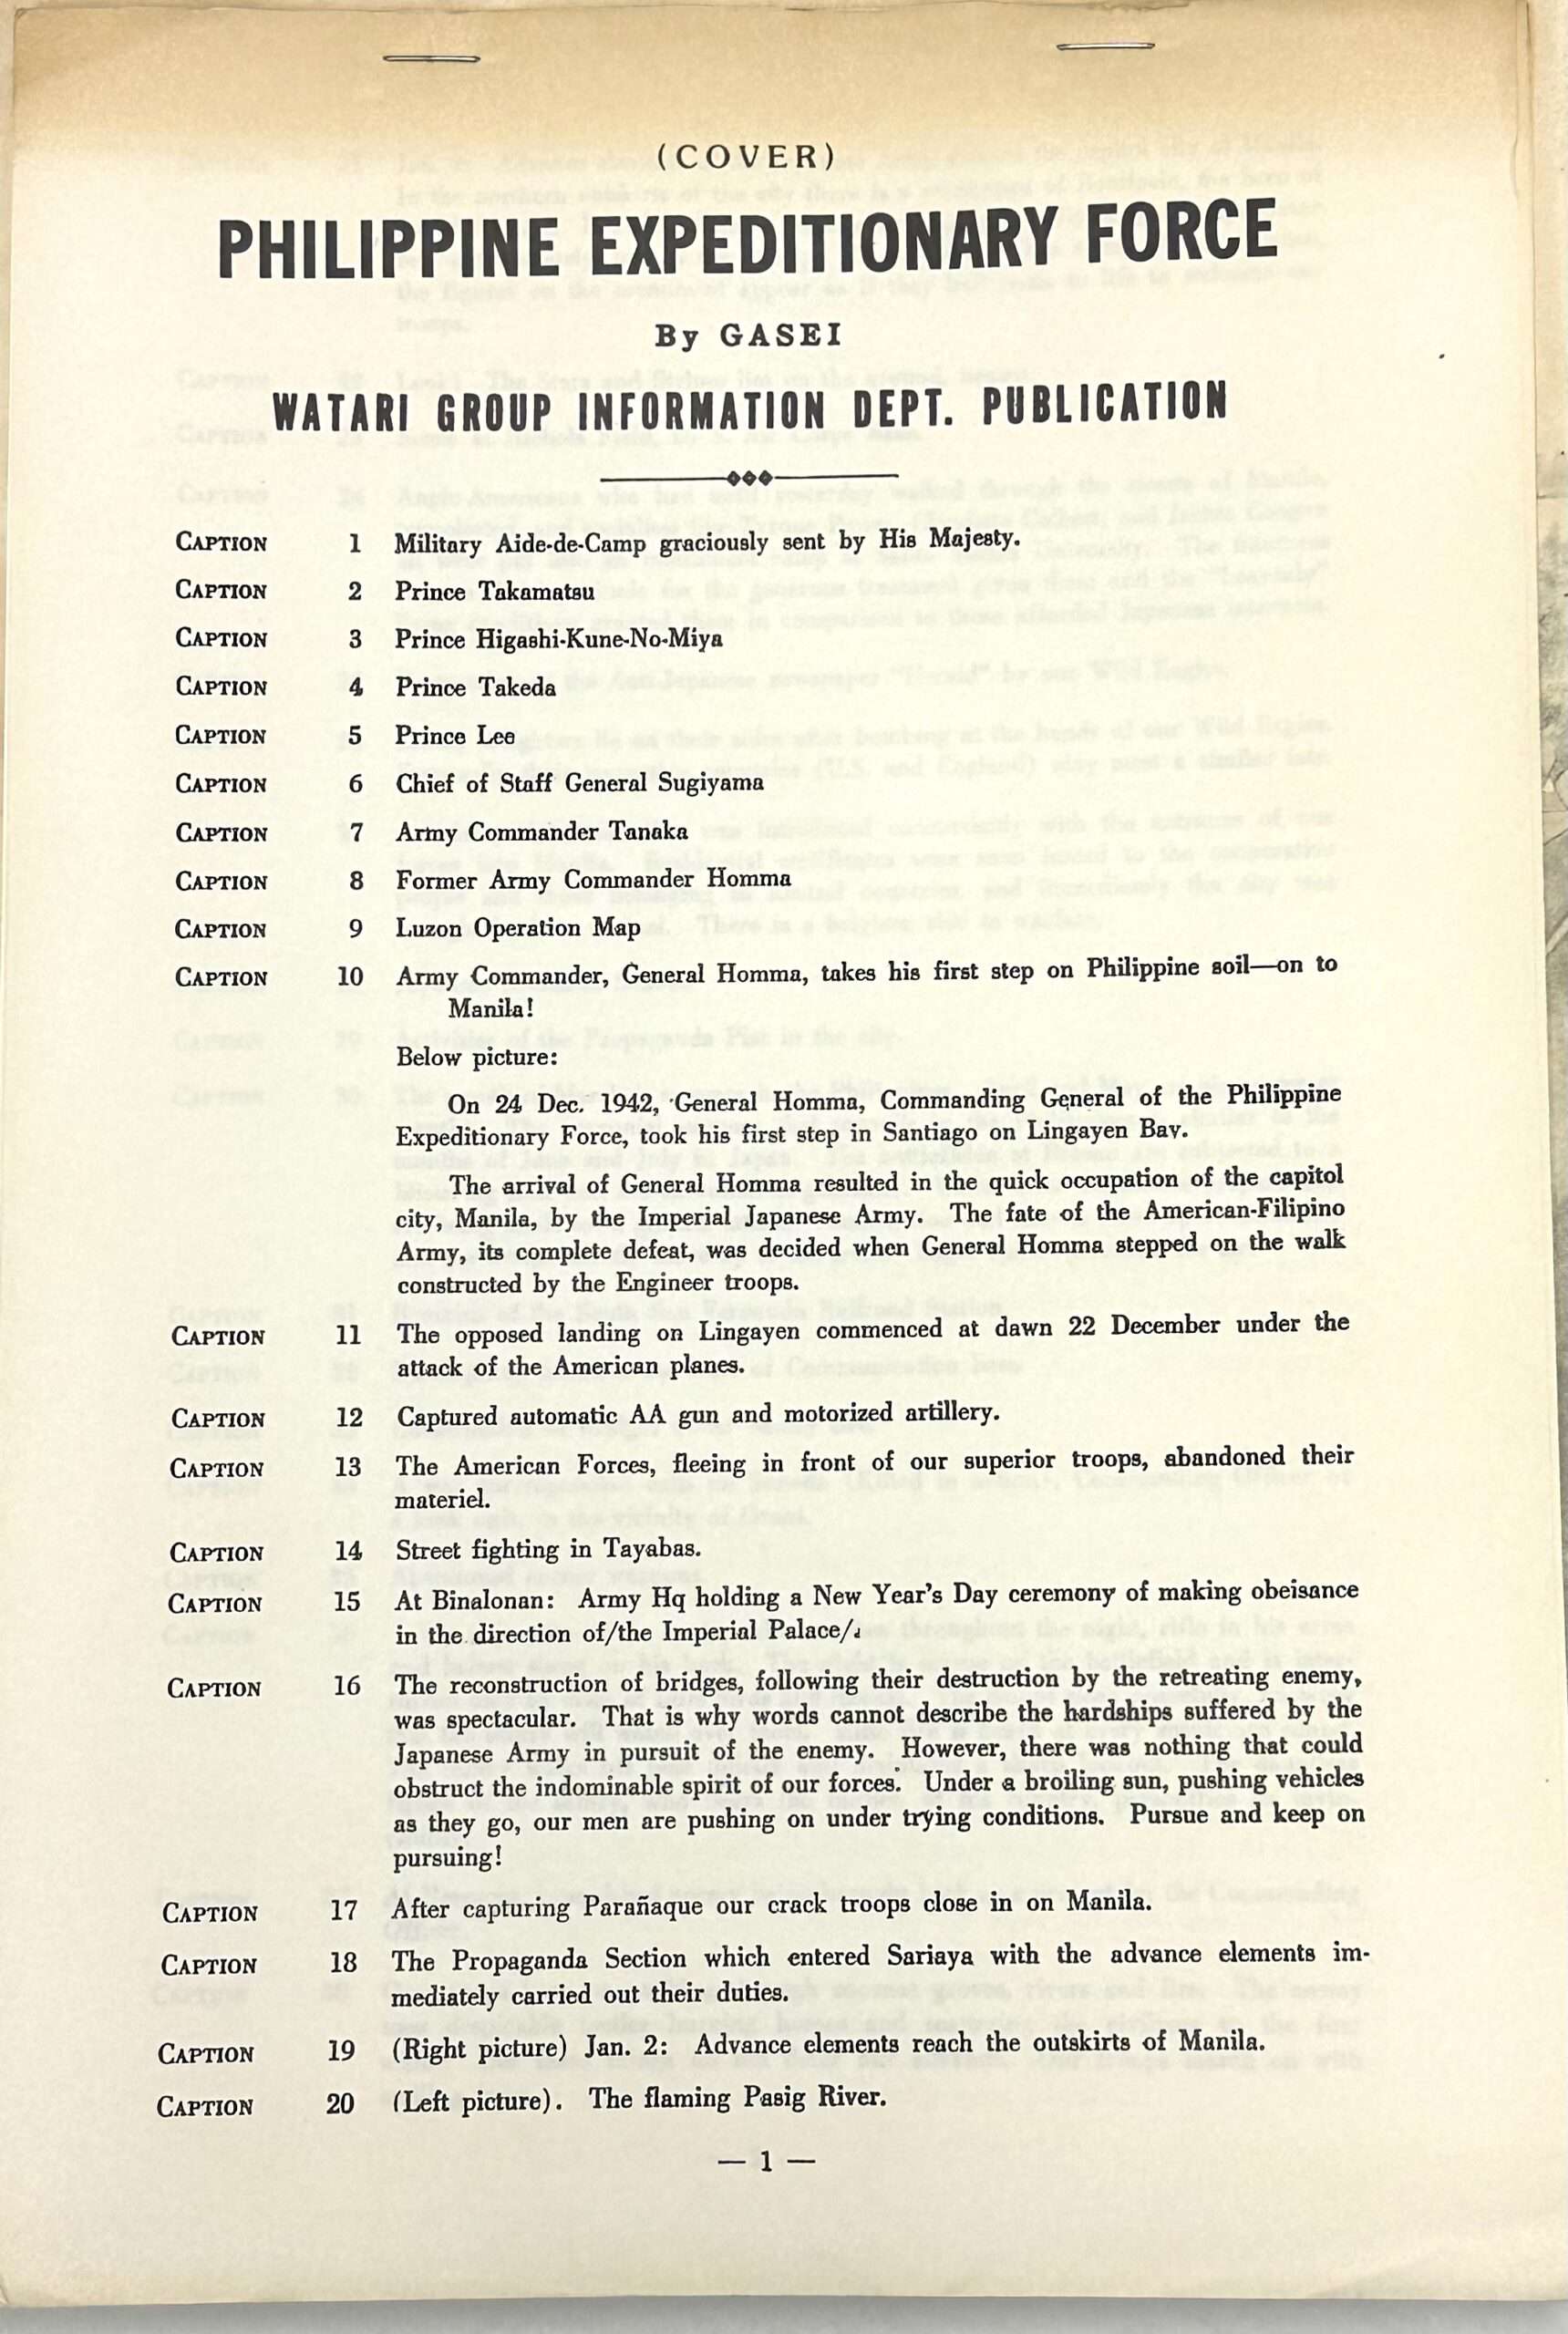 (COVER)
PHILIPPINE EXPEDITIONARY FORCE
By GASEI
WATARI GROUP INFORMATION DEPT. PUBLICATION
CAPTION 1 Military Aide-de-Camp graciously sent by His Majesty.
CAPTION 2 Prince Takamatsu
CAPTION 3 Prince Higashi-Kune-No-Miya
CAPTION 4 Prince Takeda
CAPTION 5 Prince Lee
CAPTION 6 Chief of Staff General Sugiyama
CAPTION 7 Army Commander Tanaka
CAPTION 8 Former Army Commander Homma
CAPTION 9 Luzon Operation Map
CAPTION 10 Army Commander, General Homma, takes his first step on Philippine soil—on to
Manila!
Below picture:
On 24 Dec. 1942, General Homma, Commanding General of the Philippine
Expeditionary Force, took his first step in Santiago on Lingayen Bay.
The arrival of General Homma resulted in the quick occupation of the capitol
city, Manila, by the Imperial Japanese Army. The fate of the American-Filipino
Army, its complete defeat, was decided when General Homma stepped on the walk
constructed by the Engineer troops.
CAPTION 11 The opposed landing on Lingayen commenced at dawn 22 December under the
attack of the American planes.
CAPTION 12 Captured automatic AA gun and motorized artillery.
CAPTION 13 The American Forces, fleeing in front of our superior troops, abandoned their
materiel.
CAPTION 14 Street fighting in Tayabas.
CAPTION 15 At Binalonan: Army Hq holding a New Year's Day ceremony of making obeisance
in the direction of/the Imperial Palace/.
CAPTION 16 The reconstruction of bridges, following their destruction by the retreating enemy,
was spectacular. That is why words cannot describe the hardships suffered by the
Japanese Army in pursuit of the enemy. However, there was nothing that could
obstruct the indominable spirit of our forces. Under a broiling sun, pushing vehicles
as they go, our men are pushing on under trying conditions. Pursue and keep on
pursuing!
CAPTION 17 After capturing Parañaque our crack troops close in on Manila.
CAPTION 18 The Propaganda Section which entered Sariaya with the advance elements im-
mediately carried out their duties.
CAPTION 19 (Right picture) Jan. 2: Advance elements reach the outskirts of Manila.
CAPTION 20 (Left picture). The flaming Pasig River.
— 1 —